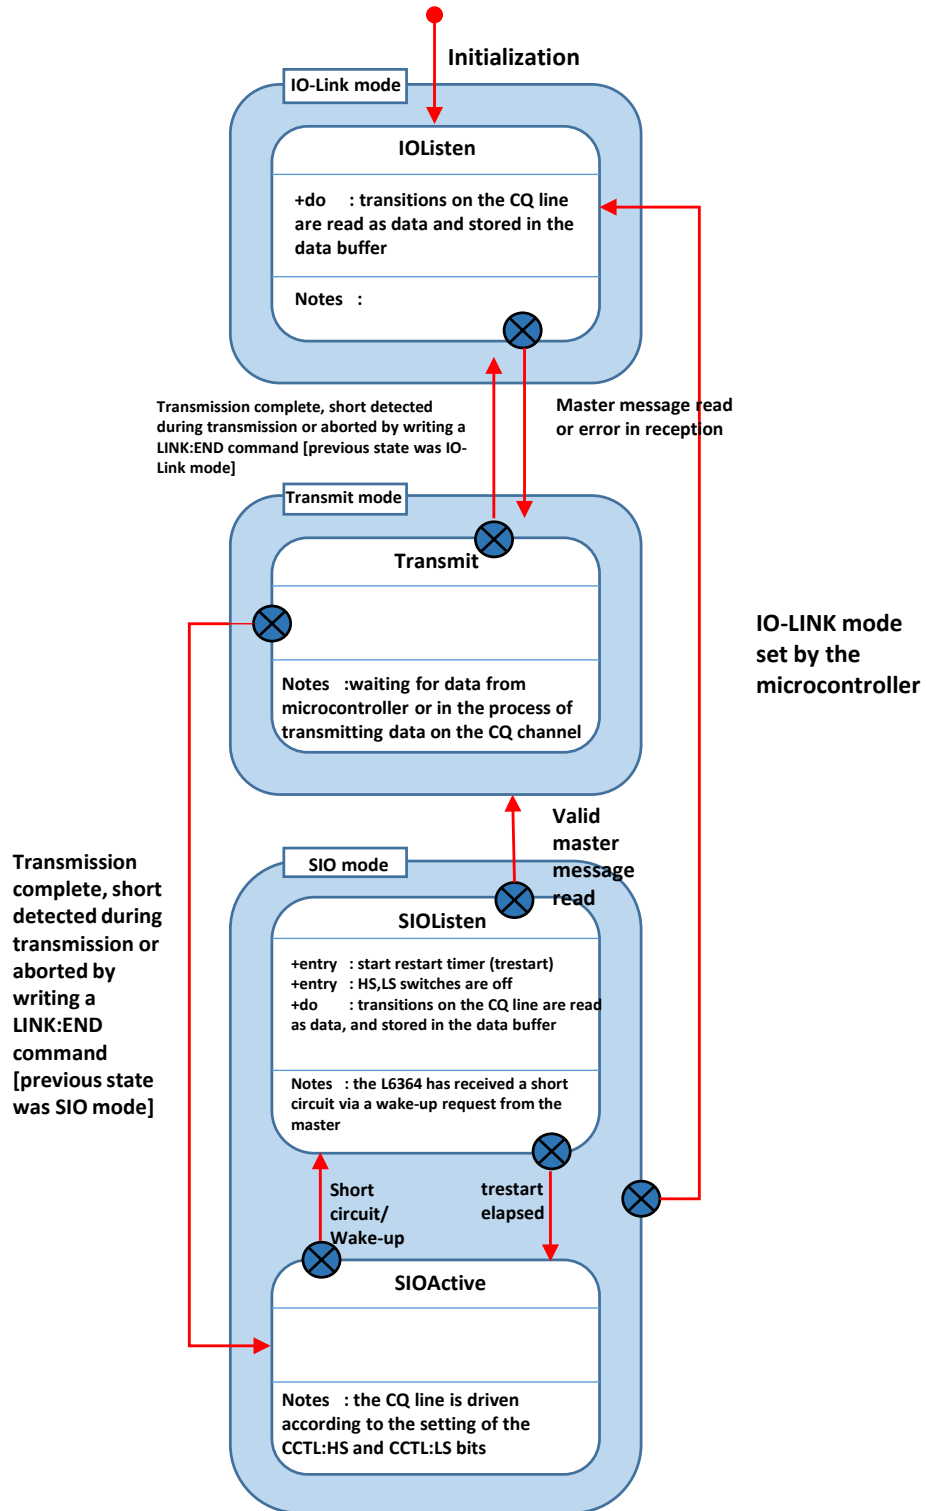 Initialization
IO-Link mode
IOListen
+do : transitions on the CQ line
are read as data and stored in the
data buffer
Notes :
Transmission complete, short detected
during transmission or aborted by writing a
LINK:END command [previous state was IO-
Link mode]
Master message read
or error in reception
Transmit mode
Transmit
Notes :waiting for data from
microcontroller or in the process of
transmitting data on the CQ channel
IO-LINK mode
set by the
microcontroller
Valid
master
message
read
Transmission
complete, short
detected during
transmission or
aborted by
writing a
LINK:END
command
[previous state
was SIO mode]
SIO mode
SIOListen
+entry : start restart timer (trestart)
+entry : HS,LS switches are off
+do : transitions on the CQ line are read
as data, and stored in the data buffer
Notes : the L6364 has received a short
circuit via a wake-up request from the
master
Short
circuit/
Wake-up
trestart
elapsed
SIOActive
Notes : the CQ line is driven
according to the setting of the
CCTL:HS and CCTL:LS bits